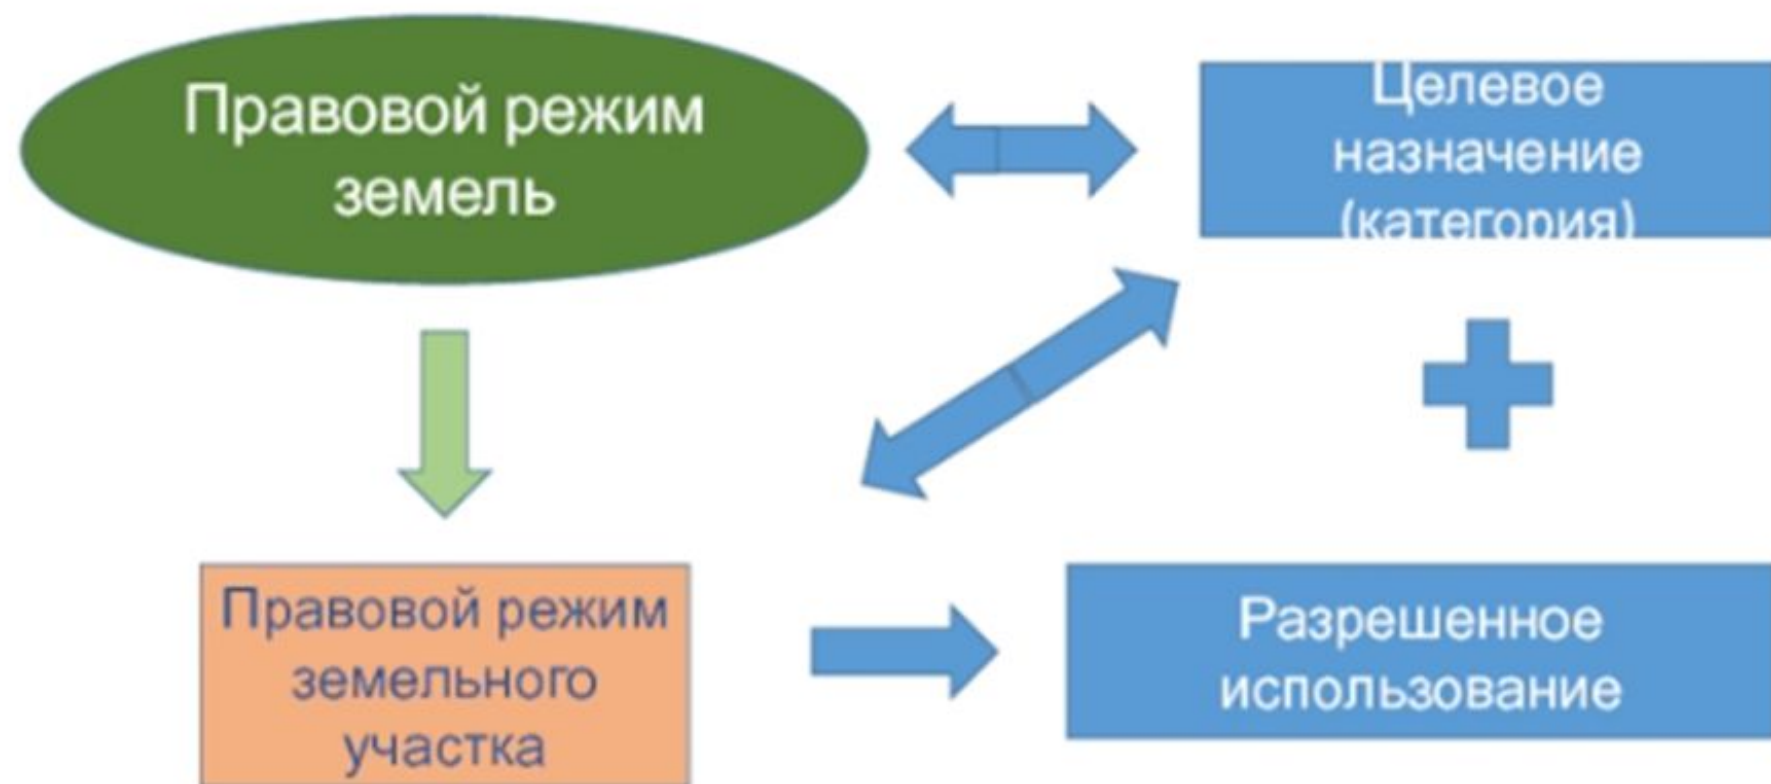 Правовой режим
земель
Целевое
назначение
(категория)
Правовой режим
земельного
участка
Разрешенное
использование